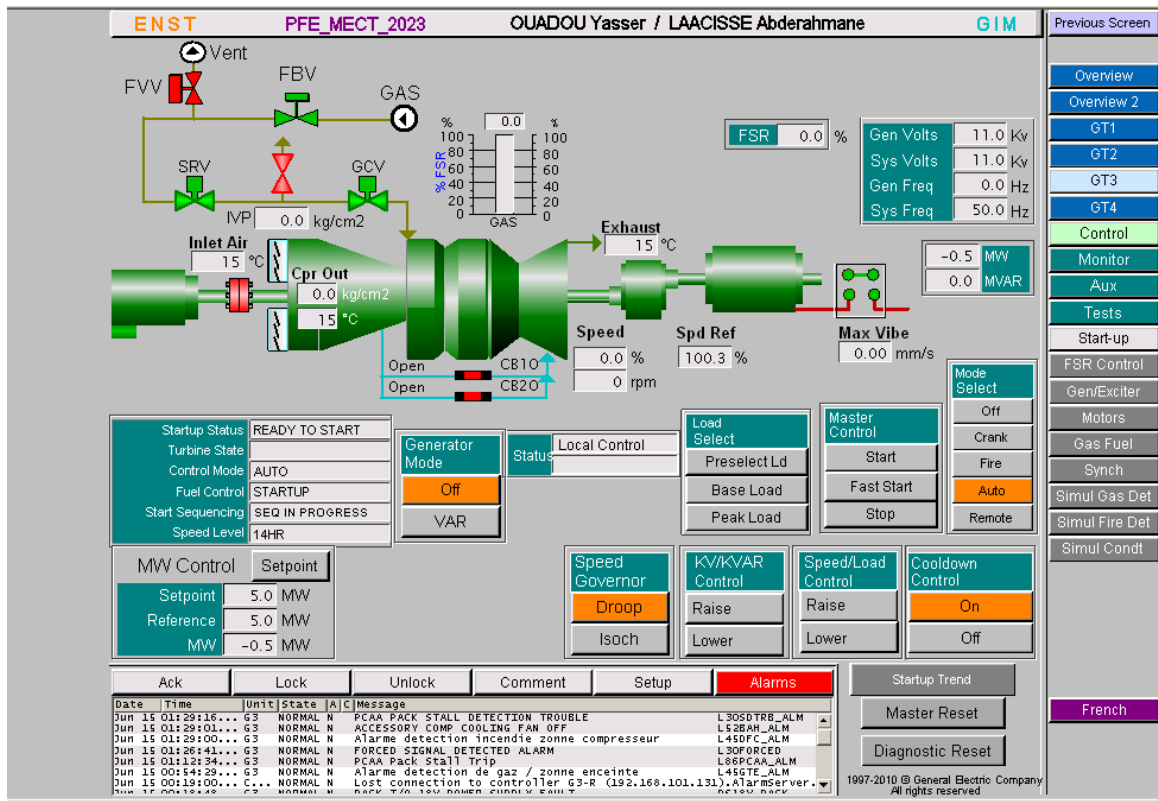 ENST PFE_MECT_2023 OUADOU Yasser / LAACISSE Abderahmane GIM
Previous Screen
Vent
FVV
FBV
GAS
SRV
GCV
IVP 0.0 kg/cm2
% 0.0 %
100 100
80 80
60 60
40 40
20 20
0 0
% FSR
GAS
FSR 0.0 %
Gen Volts 11.0 Kv
Sys Volts 11.0 Kv
Gen Freq 0.0 Hz
Sys Freq 50.0 Hz
-0.5 MW
0.0 MVAR
Inlet Air
15 °C
Cpr Out
0.0 kg/cm2
15 °C
Exhaust
15 °C
Open CB1O
Open CB2O
Speed
0.0 %
0 rpm
Spd Ref
100.3 %
Max Vibe
0.00 mm/s
Overview
Overview 2
GT1
GT2
GT3
GT4
Control
Monitor
Aux
Tests
Start-up
FSR Control
Gen/Exciter
Motors
Gas Fuel
Synch
Simul Gas Det
Simul Fire Det
Simul Condt
French
Startup Status READY TO START
Turbine State
Control Mode AUTO
Fuel Control STARTUP
Start Sequencing SEQ IN PROGRESS
Speed Level 14HR
Generator
Mode
Off
VAR
Status Local Control
Load
Select
Preselect Ld
Base Load
Peak Load
Master
Control
Start
Fast Start
Stop
Mode
Select
Off
Crank
Fire
Auto
Remote
MW Control Setpoint
Setpoint 5.0 MW
Reference 5.0 MW
MW -0.5 MW
Speed
Governor
Droop
Isoch
KV/KVAR
Control
Raise
Lower
Speed/Load
Control
Raise
Lower
Cooldown
Control
On
Off
Ack Lock Unlock Comment Setup Alarms
Date Time Unit State A C Message
Jun 15 01:29:16... G3 NORMAL N PCAA PACK STALL DETECTION TROUBLE L30SDTRB_ALM
Jun 15 01:29:01... G3 NORMAL N ACCESSORY COMP COOLING FAN OFF L52BAH_ALM
Jun 15 01:29:00... G3 NORMAL N Alarme detection incendie zonne compresseur L45DFC_ALM
Jun 15 01:26:41... G3 NORMAL N FORCED SIGNAL DETECTED ALARM L30FORCED
Jun 15 01:12:34... G3 NORMAL N PCAA Pack Stall Trip L86PCAA_ALM
Jun 15 00:54:29... G3 NORMAL N Alarme detection de gaz / zonne enceinte L45GTE_ALM
Jun 15 00:19:00... C... NORMAL N Lost connection to controller G3-R (192.168.101.131).AlarmServer.
Startup Trend
Master Reset
Diagnostic Reset
1997-2010 © General Electric Company
All rights reserved